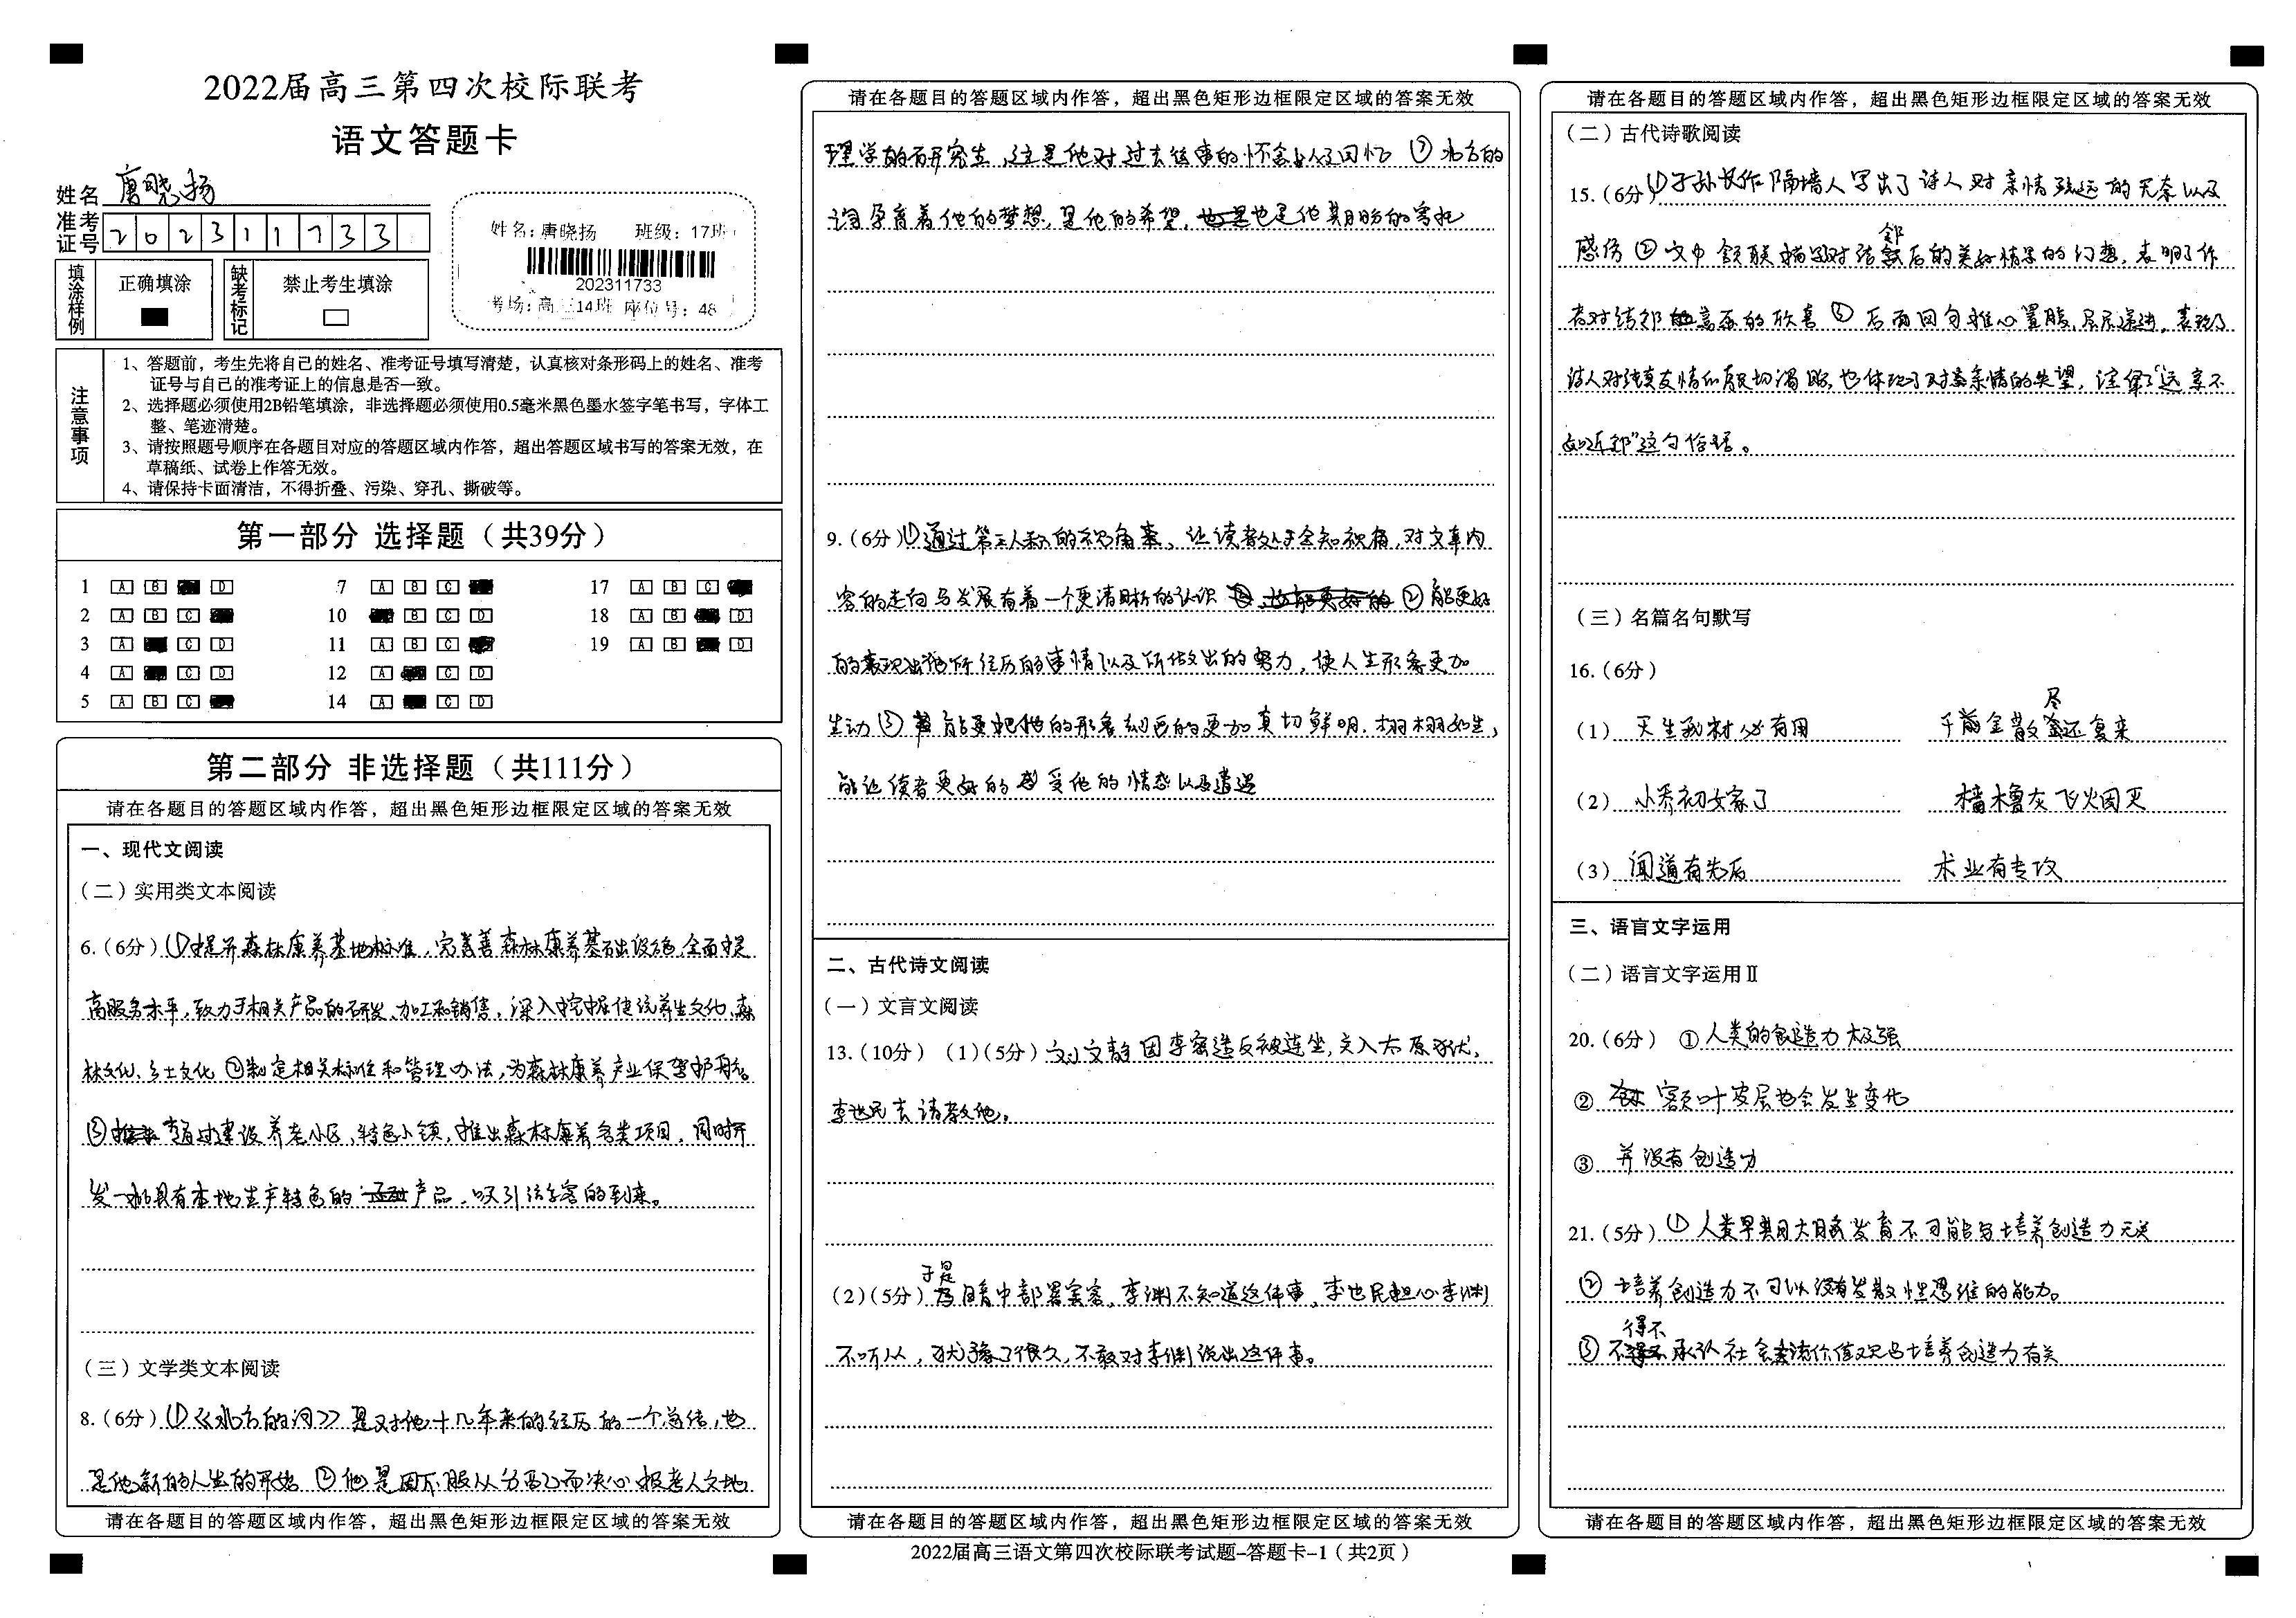 2022届高三第四次校际联考
语文答题卡
姓名 唐晓扬
准考证号 202311733
姓名:唐晓扬 班级:17班
202311733
考场:高三14班 座位号:48
填涂样例 正确填涂 缺考标记 禁止考生填涂
注意事项
1、答题前，考生先将自己的姓名、准考证号填写清楚，认真核对条形码上的姓名、准考
证号与自己的准考证上的信息是否一致。
2、选择题必须使用2B铅笔填涂，非选择题必须使用0.5毫米黑色墨水签字笔书写，字体工
整、笔迹清楚。
3、请按照题号顺序在各题目对应的答题区域内作答，超出答题区域书写的答案无效，在
草稿纸、试卷上作答无效。
4、请保持卡面清洁，不得折叠、污染、穿孔、撕破等。
第一部分 选择题（共39分）
1 A B D 7 A B C 17 A B C
2 A B C 10 B C D 18 A B D
3 A C D 11 A B C 19 A B D
4 A C D 12 A C D
5 A B C 14 A C D
第二部分 非选择题（共111分）
请在各题目的答题区域内作答，超出黑色矩形边框限定区域的答案无效
一、现代文阅读
（二）实用类文本阅读
6.（6分）①提升森林康养基地标准，完善森林康养基础设施，全面提
高服务水平，致力于相关产品的研发、加工和销售，深入挖掘传统养生文化、森
林文化、乡土文化 ②制定相关标准和管理办法，为森林康养产业保驾护航。
③通过建设养老小区，特色小镇，推出森林康养各类项目，同时开
发一批具有本地生产特色的产品，吸引游客的到来。
（三）文学类文本阅读
8.（6分）①《北方的河》是对他十几年来的经历的一个总结，也
是他新的人生的开始 ②他是因不服从分配而决心报考人文地
请在各题目的答题区域内作答，超出黑色矩形边框限定区域的答案无效
请在各题目的答题区域内作答，超出黑色矩形边框限定区域的答案无效
理学的研究生，这是他对过去往事的怀念与回忆 ③北方的
河孕育着他的梦想，是他的希望，也是他期盼的寄托
9.（6分）①通过第三人称的视角来，让读者处于全知视角，对文章内
容的走向与发展有着一个更清晰的认识 ②能更好
的表现出他所经历的事情以及所做出的努力，使人生形象更加
生动 ③能更把他的形象刻画的更加真切鲜明，栩栩如生，
能让读者更好的感受他的情感以及遭遇
二、古代诗文阅读
（一）文言文阅读
13.（10分）（1）（5分）刘文静因李密造反被连坐，关入太原狱，
李世民去请教他。
（2）（5分）于是暗中部署宾客，李渊不知道这件事，李世民担心李渊
不听从，犹豫了很久，不敢对李渊说出这件事。
请在各题目的答题区域内作答，超出黑色矩形边框限定区域的答案无效
2022届高三语文第四次校际联考试题-答题卡-1（共2页）
请在各题目的答题区域内作答，超出黑色矩形边框限定区域的答案无效
（二）古代诗歌阅读
15.（6分）①子孙长作隔墙人写出了诗人对亲情疏远的无奈以及
感伤 ②文中颔联描写对结邻后的美好情景的幻想，表明了作
者对结邻意愿的欣喜 ③后面四句推心置腹，层层递进，表现了
诗人对纯真友情的殷切渴盼，也体现了对亲情的失望，诠释了“远亲不
如近邻”这句俗语。
（三）名篇名句默写
16.（6分）
（1）天生我材必有用 千金散尽还复来
（2）小乔初嫁了 樯橹灰飞烟灭
（3）闻道有先后 术业有专攻
三、语言文字运用
（二）语言文字运用Ⅱ
20.（6分）①人类的创造力极强
②额叶皮层也会发生变化
③并没有创造力
21.（5分）①人类早期大脑发育不可能与培养创造力无关
②培养创造力不可以没有发散性思维的能力。
③不得不承认社会价值观与培养创造力有关
请在各题目的答题区域内作答，超出黑色矩形边框限定区域的答案无效